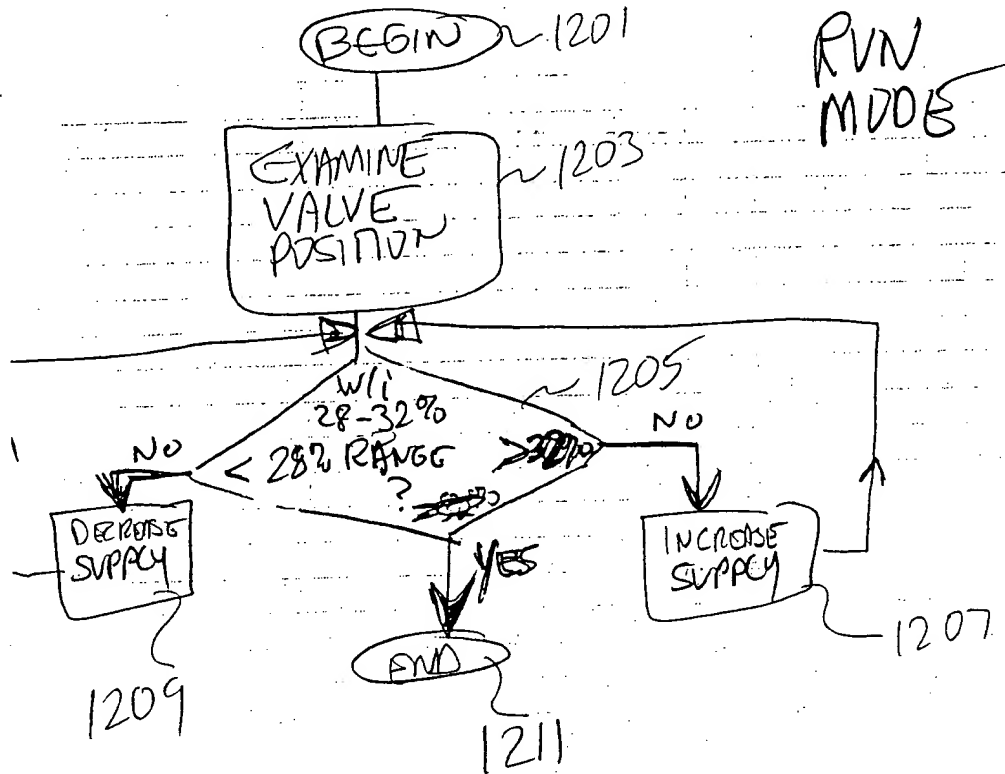 BEGIN
1201
RUN
MODE
EXAMINE
VALVE
POSITION
1203
w/i
28-32%
< 28% RANGE
?
1205
NO
NO
DECREASE
SUPPLY
YES
INCREASE
SUPPLY
1207
END
1209
1211